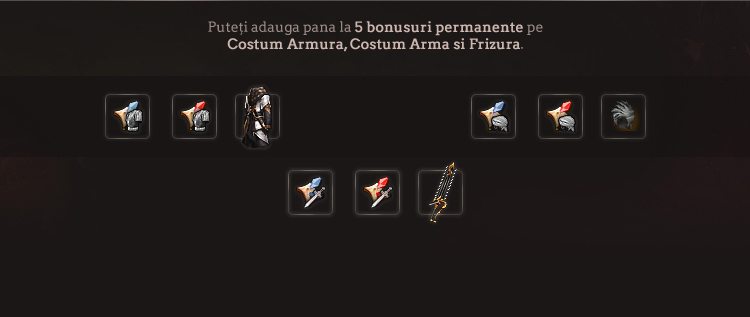 Puteți adauga pana la 5 bonusuri permanente pe
Costum Armura, Costum Arma si Frizura.